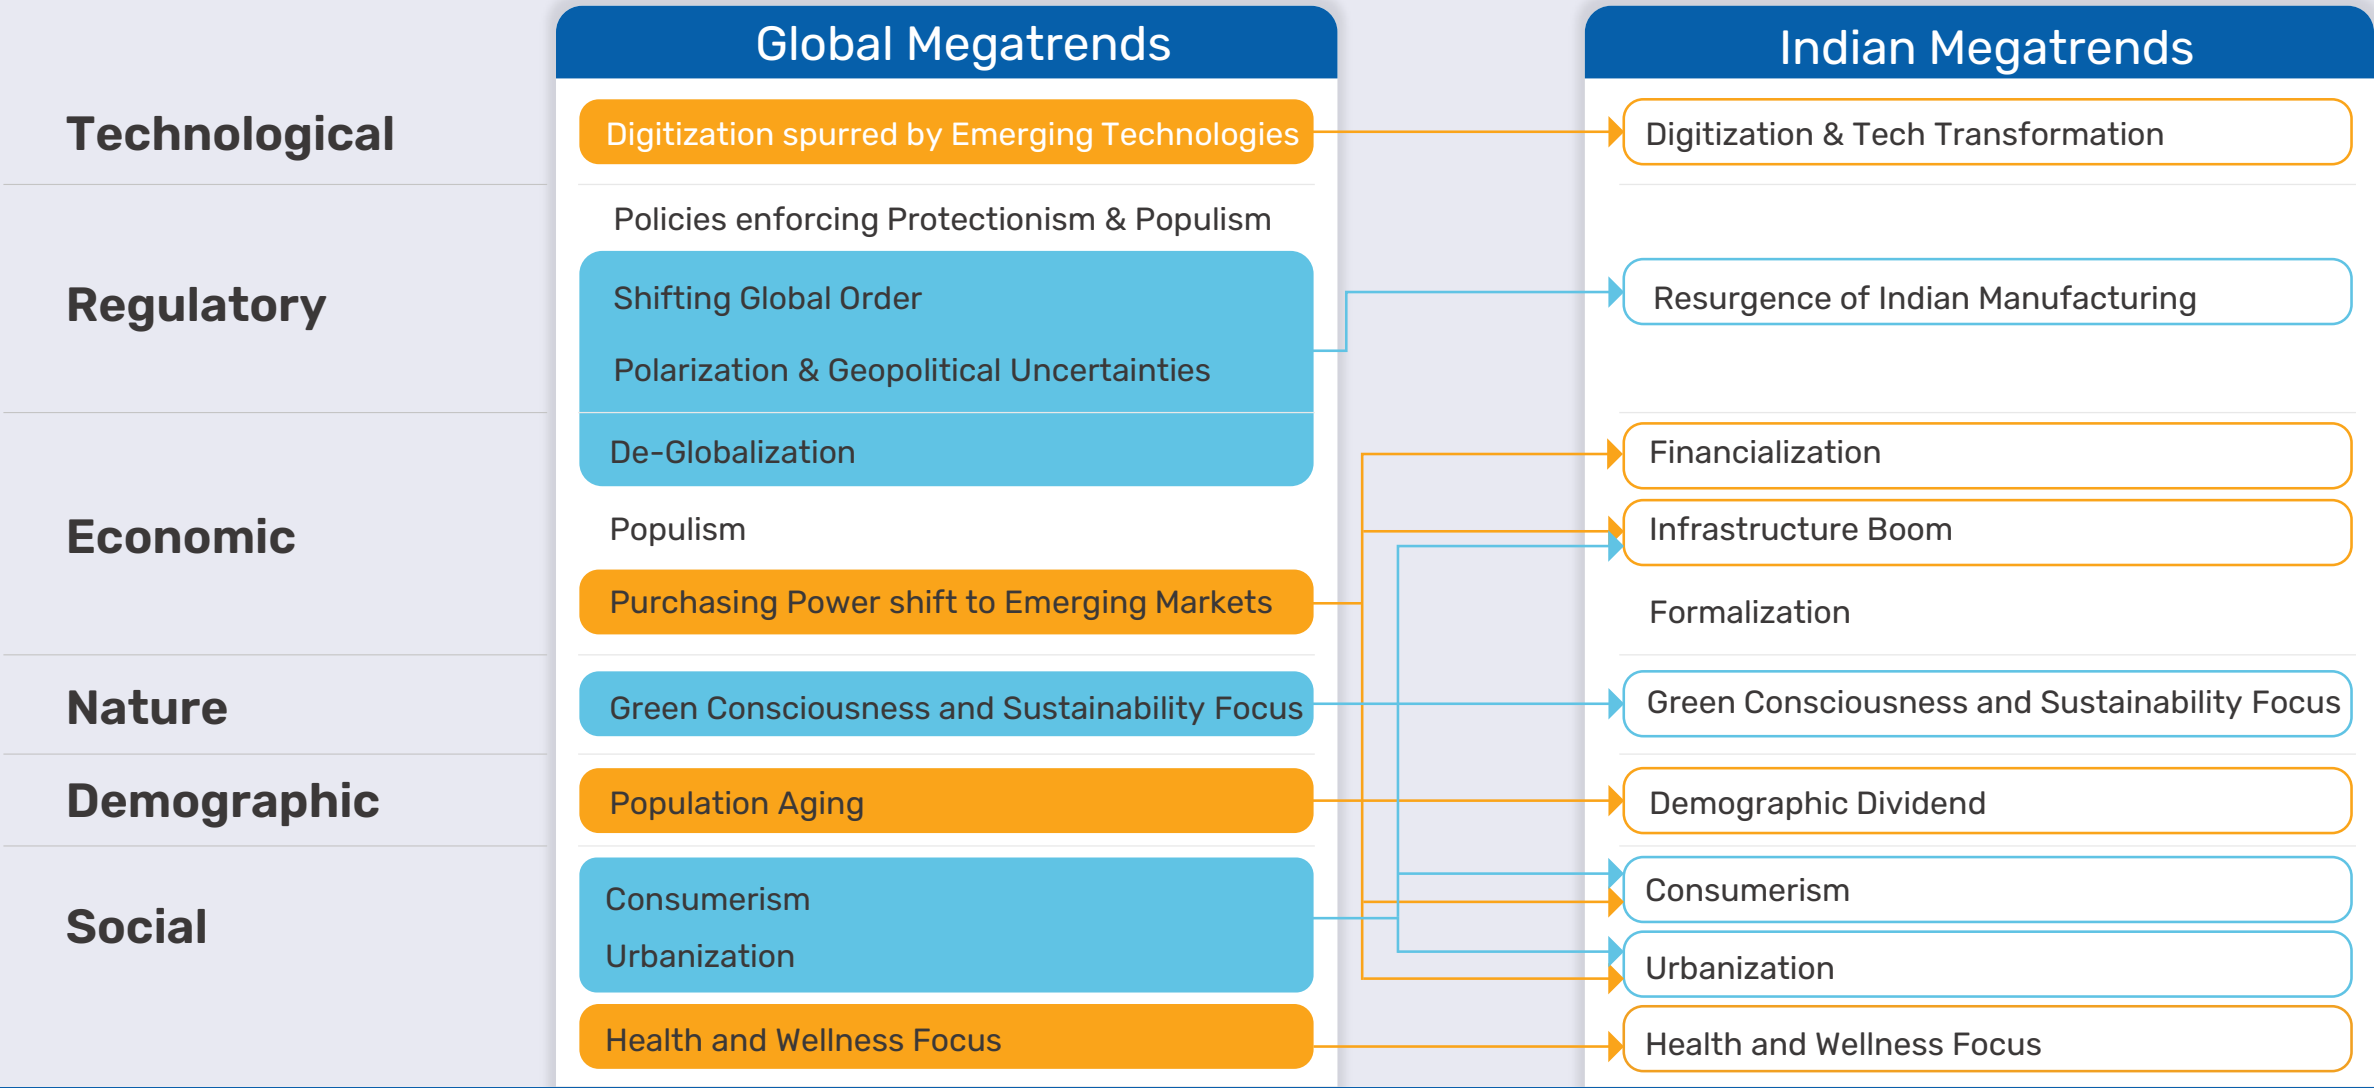 Global Megatrends
Indian Megatrends
Technological
Digitization spurred by Emerging Technologies
Digitization & Tech Transformation
Regulatory
Policies enforcing Protectionism & Populism
Shifting Global Order
Polarization & Geopolitical Uncertainties
Resurgence of Indian Manufacturing
Economic
De-Globalization
Populism
Purchasing Power shift to Emerging Markets
Financialization
Infrastructure Boom
Formalization
Nature
Green Consciousness and Sustainability Focus
Green Consciousness and Sustainability Focus
Demographic
Population Aging
Demographic Dividend
Social
Consumerism
Urbanization
Health and Wellness Focus
Consumerism
Urbanization
Health and Wellness Focus